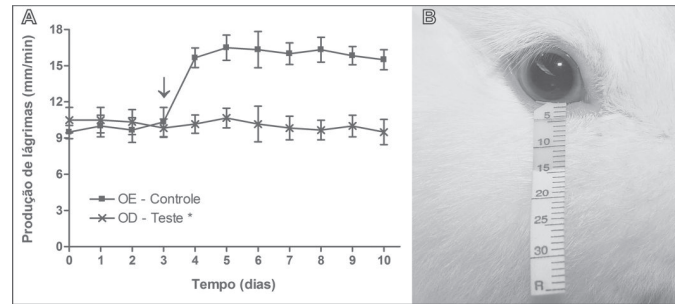 A
Produção de lágrimas (mm/min)
18
15
12
9
6
3
0
OE - Controle
OD - Teste *
0 1 2 3 4 5 6 7 8 9 10
Tempo (dias)
B
5
10
15
20
25
30
R